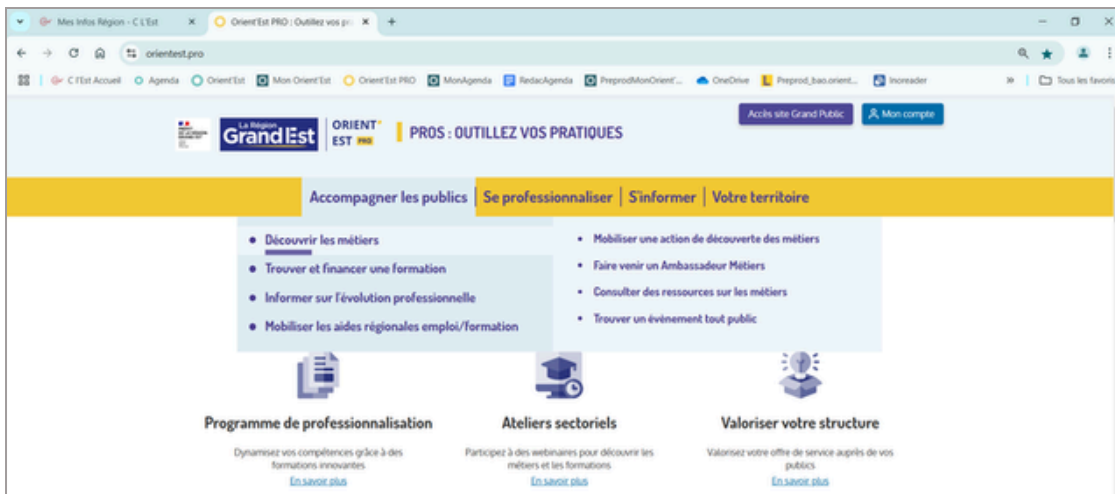 Mes Infos Région - C L'Est
Orient'Est PRO : Outillez vos pr
orientest.pro
C l'Est Accueil
Agenda
Orient'Est
Mon Orient'Est
Orient'Est PRO
MonAgenda
RedacAgenda
PreprodMonOrient'...
OneDrive
Preprod_bao.orient...
Inoreader
Tous les favoris
La Région
Grand Est
ORIENT'
EST PRO
PROS : OUTILLEZ VOS PRATIQUES
Accès site Grand Public
Mon compte
Accompagner les publics | Se professionnaliser | S'informer | Votre territoire
• Découvrir les métiers
• Trouver et financer une formation
• Informer sur l'évolution professionnelle
• Mobiliser les aides régionales emploi/formation
• Mobiliser une action de découverte des métiers
• Faire venir un Ambassadeur Métiers
• Consulter des ressources sur les métiers
• Trouver un évènement tout public
Programme de professionnalisation
Dynamisez vos compétences grâce à des
formations innovantes
En savoir plus
Ateliers sectoriels
Participez à des webinaires pour découvrir les
métiers et les formations
En savoir plus
Valoriser votre structure
Valorisez votre offre de service auprès de vos
publics
En savoir plus